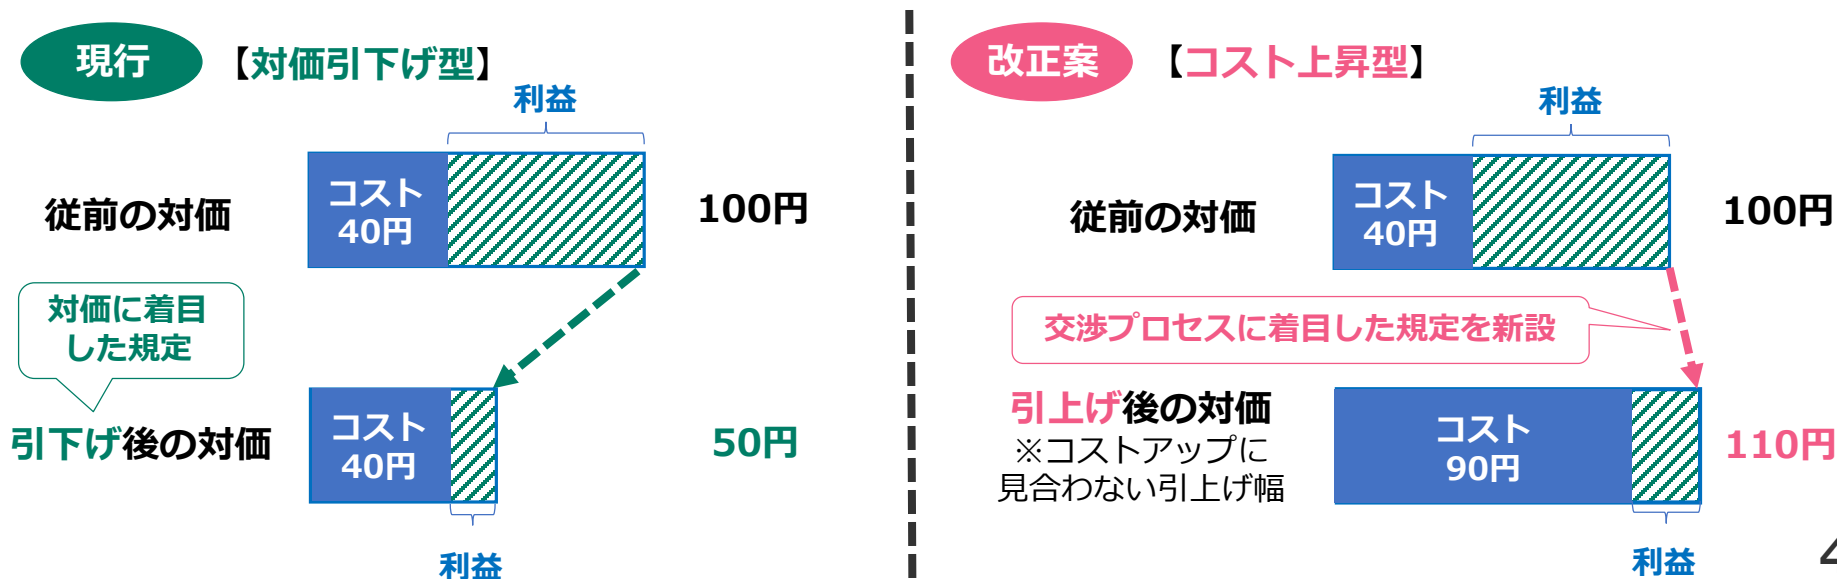 現行
【対価引下げ型】
利益
従前の対価
コスト
40円
100円
対価に着目
した規定
引下げ後の対価
コスト
40円
50円
利益
改正案
【コスト上昇型】
利益
従前の対価
コスト
40円
100円
交渉プロセスに着目した規定を新設
引上げ後の対価
※コストアップに
見合わない引上げ幅
コスト
90円
110円
利益